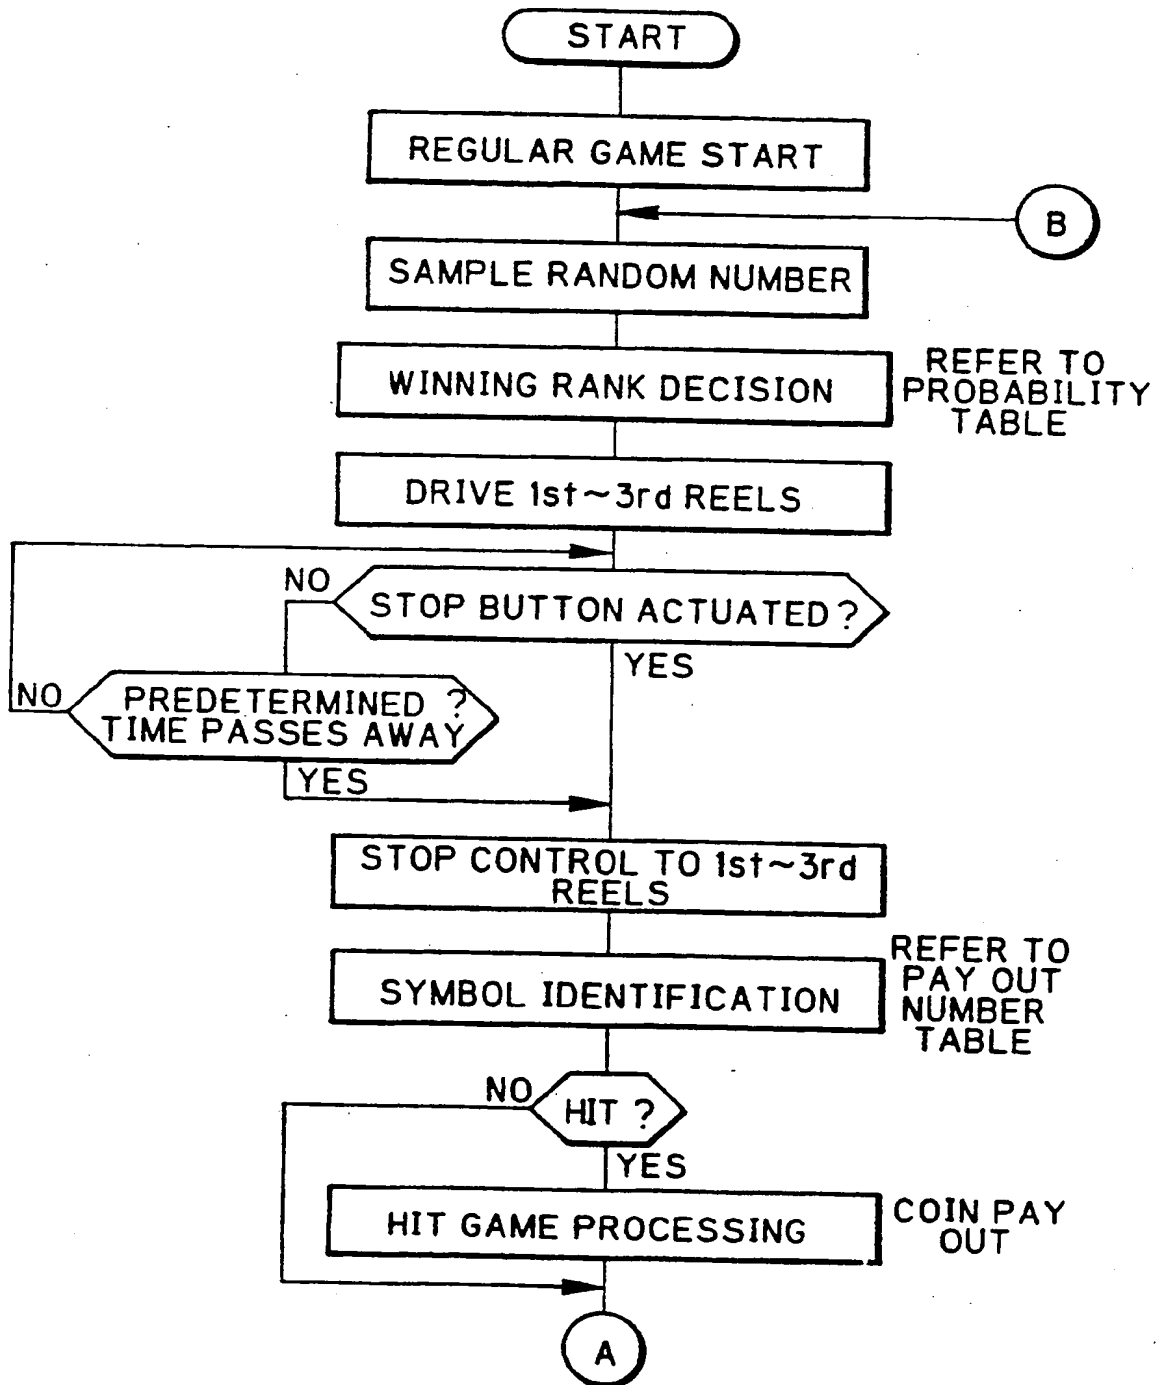 START
REGULAR GAME START
B
SAMPLE RANDOM NUMBER
WINNING RANK DECISION
REFER TO
PROBABILITY
TABLE
DRIVE 1st~3rd REELS
NO
STOP BUTTON ACTUATED?
YES
NO
PREDETERMINED ?
TIME PASSES AWAY
YES
STOP CONTROL TO 1st~3rd
REELS
SYMBOL IDENTIFICATION
REFER TO
PAY OUT
NUMBER
TABLE
NO
HIT ?
YES
HIT GAME PROCESSING
COIN PAY
OUT
A